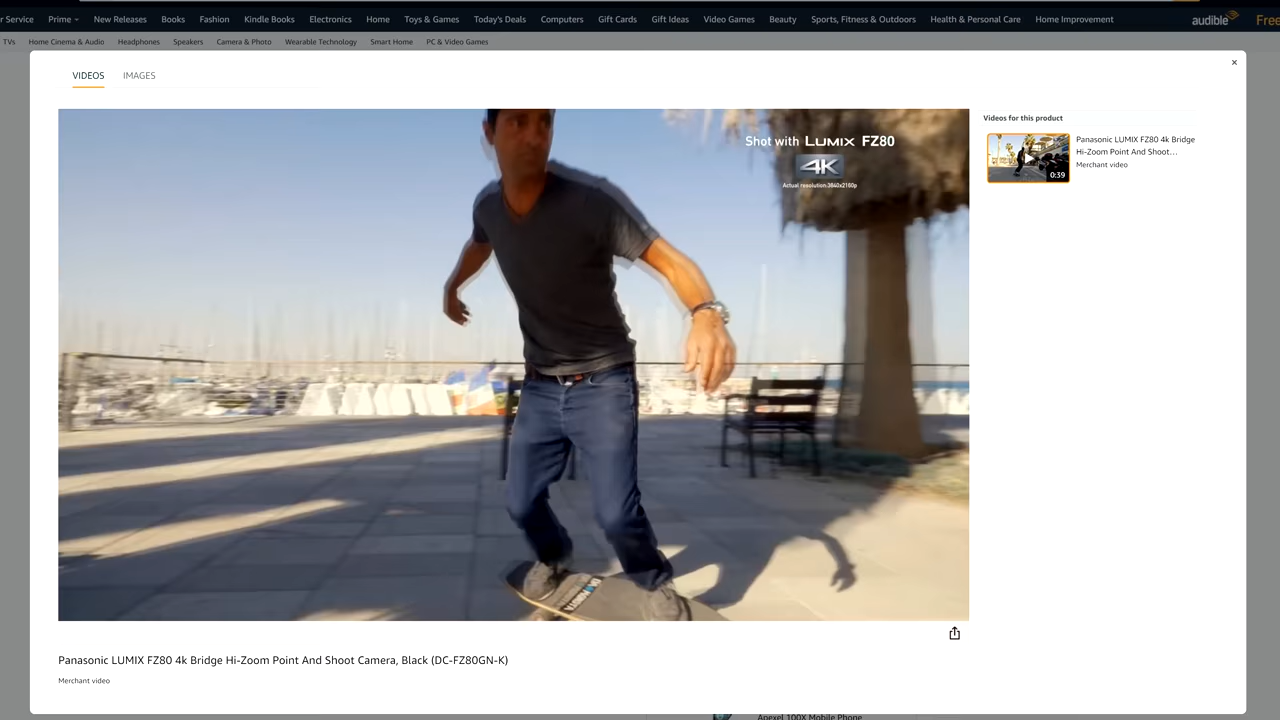 r Service Prime New Releases Books Fashion Kindle Books Electronics Home Toys & Games Today's Deals Computers Gift Cards Gift Ideas Video Games Beauty Sports, Fitness & Outdoors Health & Personal Care Home Improvement audible Free
TVs Home Cinema & Audio Headphones Speakers Camera & Photo Wearable Technology Smart Home PC & Video Games
VIDEOS IMAGES
×
Shot with LUMIX FZ80
4K
Actual resolution:3840x2160p
Videos for this product
Panasonic LUMIX FZ80 4k Bridge
Hi-Zoom Point And Shoot...
Merchant video
0:39
Panasonic LUMIX FZ80 4k Bridge Hi-Zoom Point And Shoot Camera, Black (DC-FZ80GN-K)
Merchant video
Apexel 100X Mobile Phone